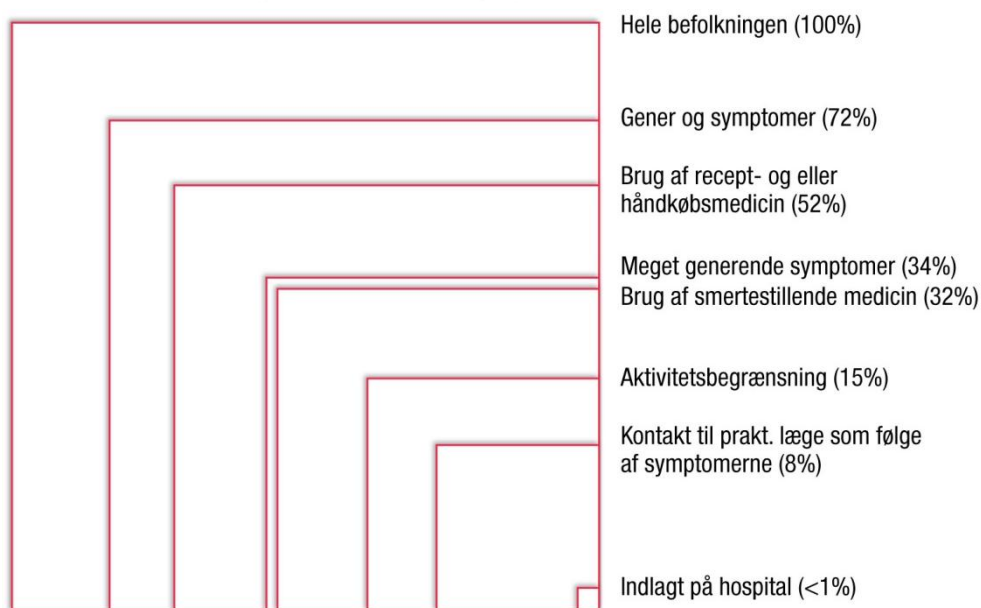 Hele befolkningen (100%)
Gener og symptomer (72%)
Brug af recept- og eller
håndkøbsmedicin (52%)
Meget generende symptomer (34%)
Brug af smertestillende medicin (32%)
Aktivitetsbegrænsning (15%)
Kontakt til prakt. læge som følge
af symptomerne (8%)
Indlagt på hospital (<1%)